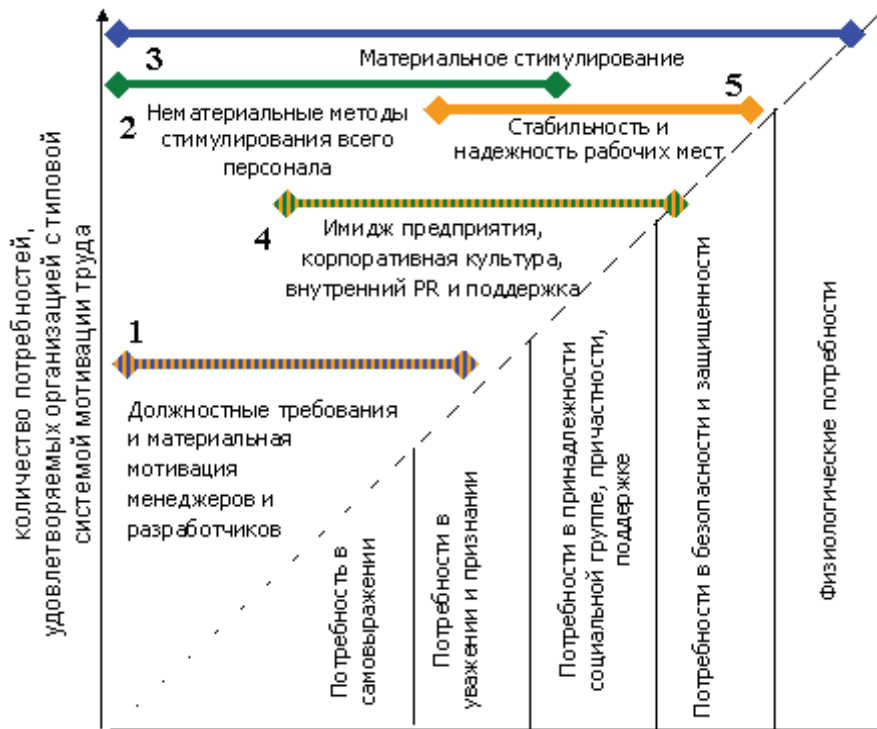 количество потребностей,
удовлетворяемых организацией с типовой
системой мотивации труда
3
Материальное стимулирование
2
Нематериальные методы
стимулирования всего
персонала
5
Стабильность и
надежность рабочих мест
4
Имидж предприятия,
корпоративная культура,
внутренний PR и поддержка
1
Должностные требования
и материальная
мотивация
менеджеров и
разработчиков
Потребность в
самовыражении
Потребности в
уважении и признании
Потребности в принадлежности
социальной группе, причастности,
поддержке
Потребности в безопасности и защищенности
Физиологические потребности